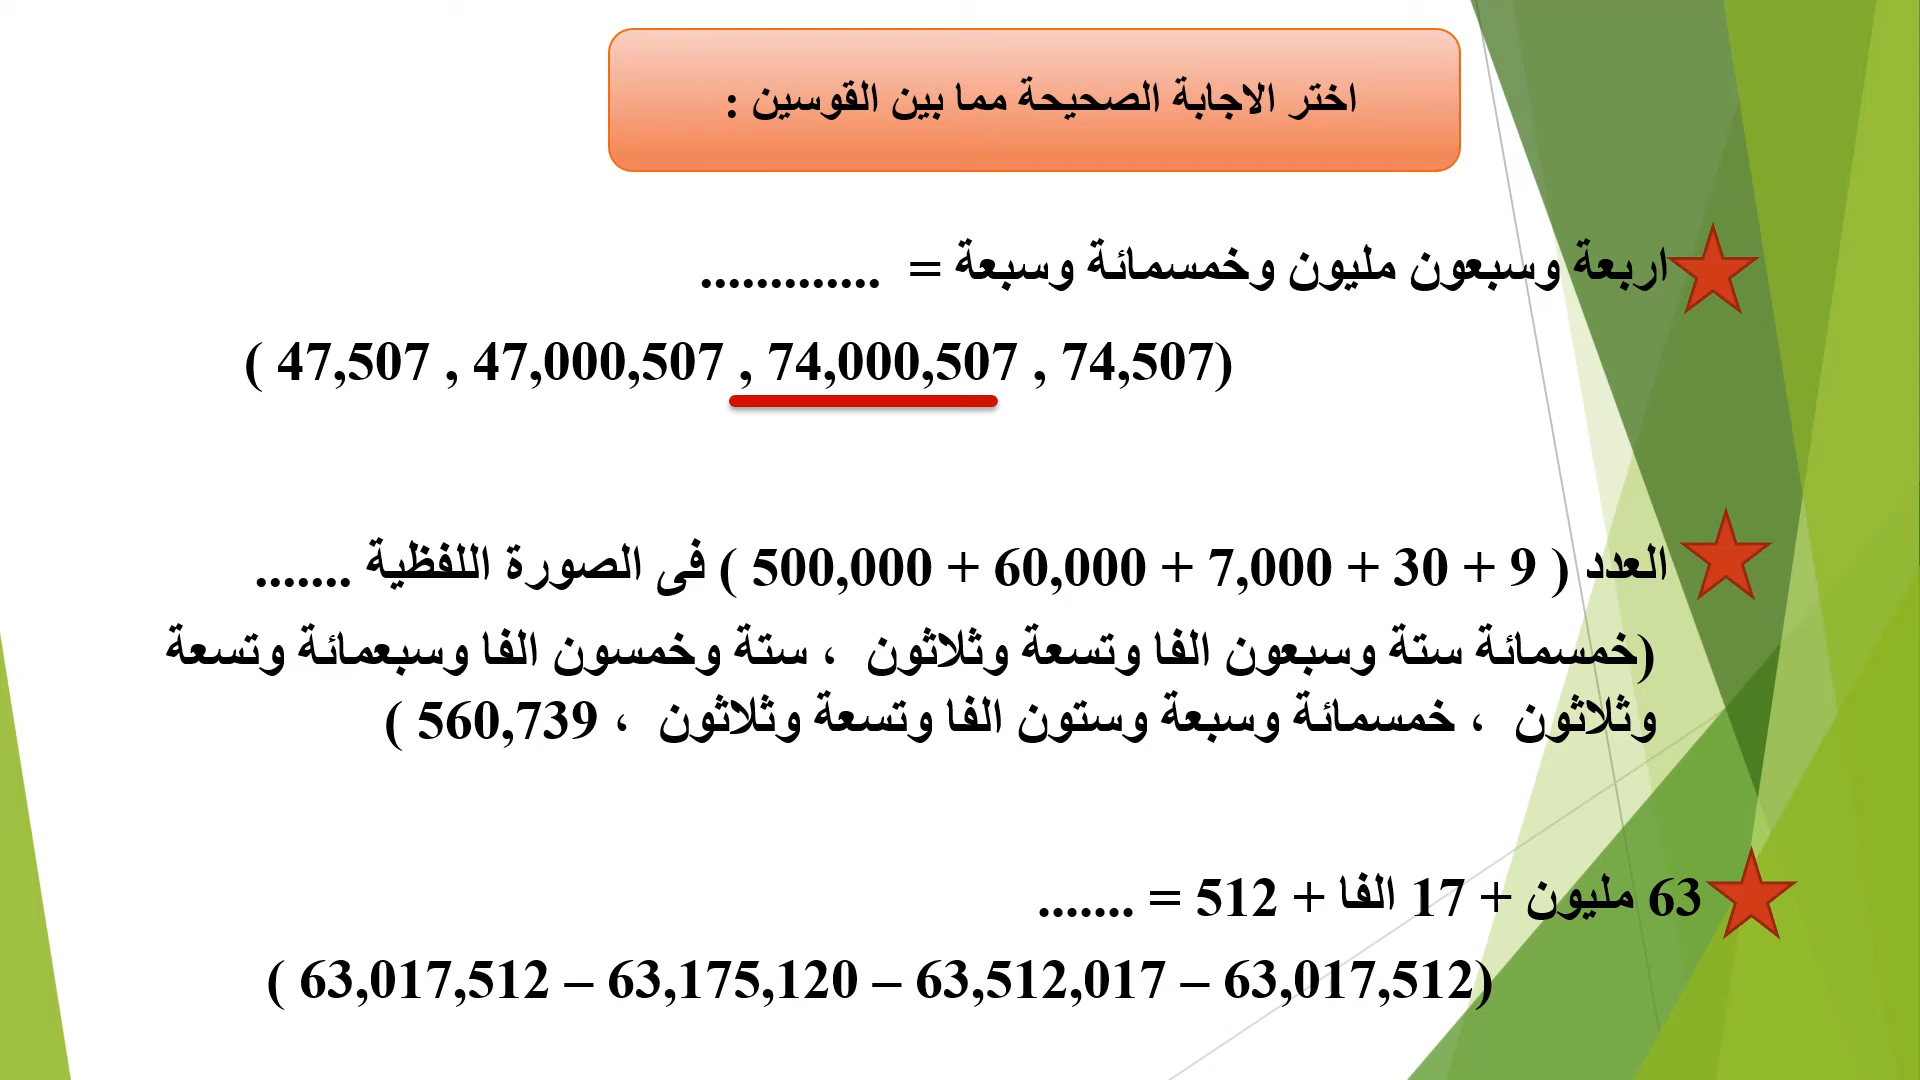 اختر الاجابة الصحيحة مما بين القوسين :
اربعة وسبعون مليون وخمسمائة وسبعة = .............
(74,507 , 74,000,507 , 47,000,507 , 47,507 )
العدد ( 9 + 30 + 7,000 + 60,000 + 500,000 ) فى الصورة اللفظية .......
(خمسمائة ستة وسبعون الفا وتسعة وثلاثون ، ستة وخمسون الفا وسبعمائة وتسعة
وثلاثون ، خمسمائة وسبعة وستون الفا وتسعة وثلاثون ، 560,739 )
63 مليون + 17 الفا + 512 = .......
(63,017,512 – 63,512,017 – 63,175,120 – 63,017,512 )